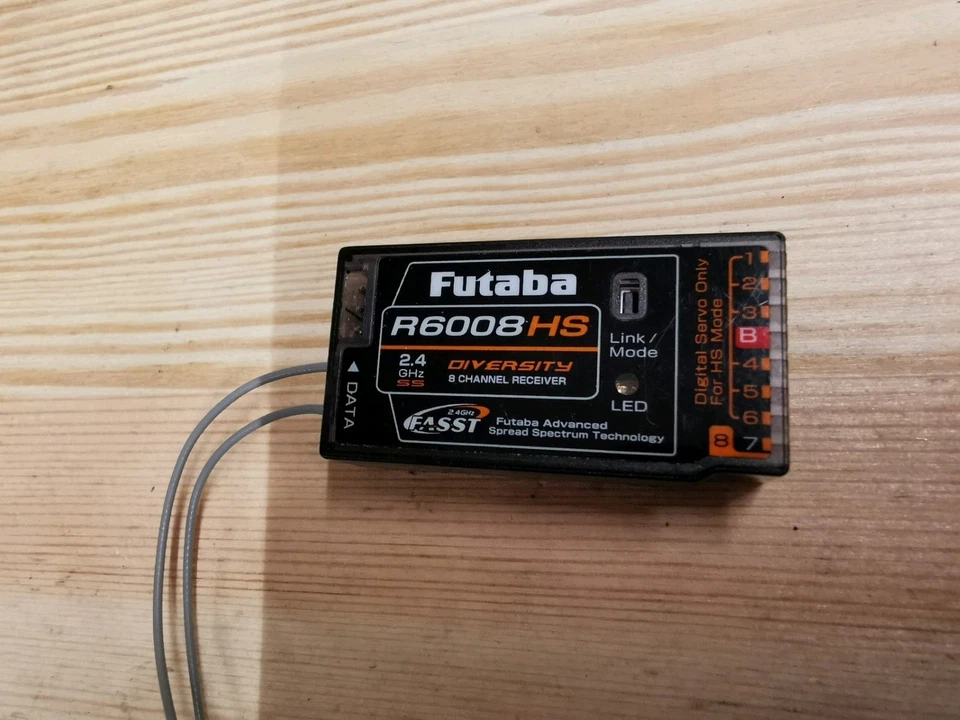 Futaba
R6008HS
2.4
GHz
SS
DIVERSITY
8 CHANNEL RECEIVER
2.4GHz
FASST
Futaba Advanced
Spread Spectrum Technology
Link /
Mode
LED
DATA
Digital Servo Only
For HS Mode
1
2
3
B
4
5
6
8 7